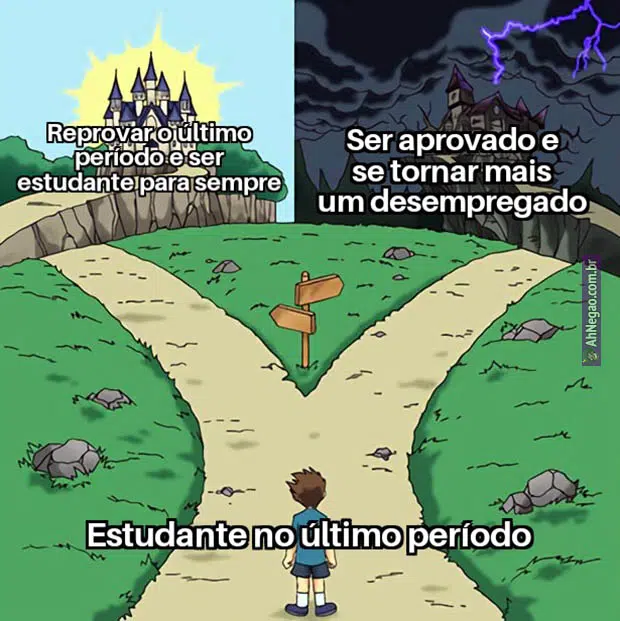 Reprovar o último
período e ser
estudante para sempre
Ser aprovado e
se tornar mais
um desempregado
AhNegao.com.br
Estudante no último período